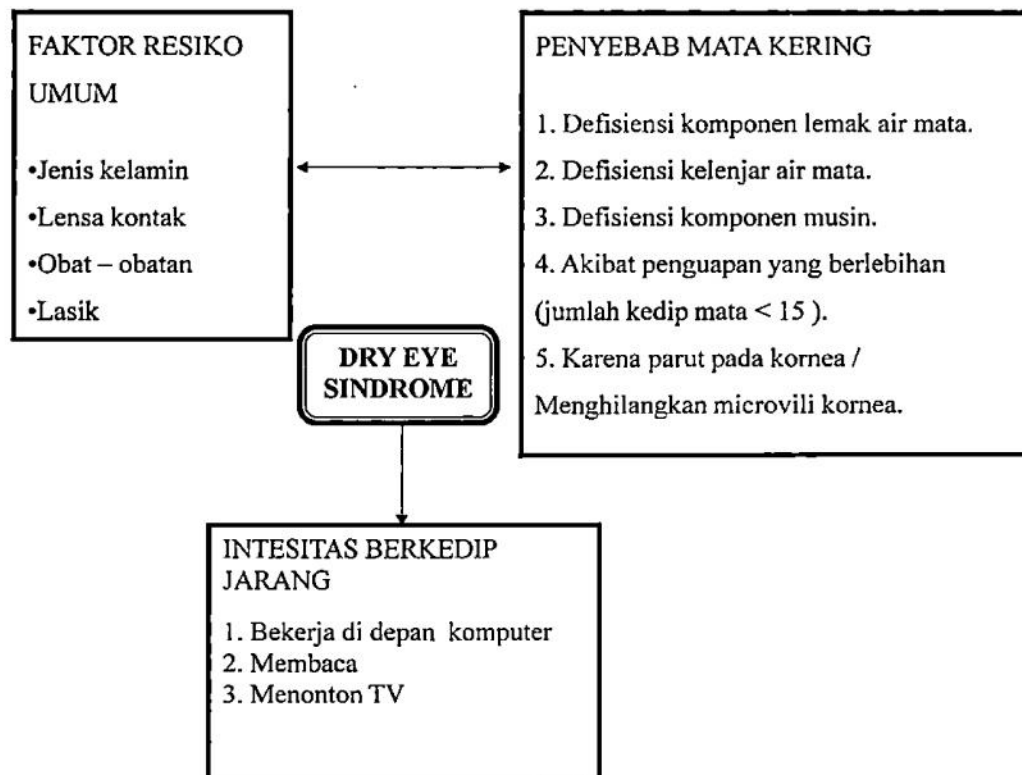 FAKTOR RESIKO
UMUM
•Jenis kelamin
•Lensa kontak
•Obat – obatan
•Lasik
PENYEBAB MATA KERING
1. Defisiensi komponen lemak air mata.
2. Defisiensi kelenjar air mata.
3. Defisiensi komponen musin.
4. Akibat penguapan yang berlebihan
(jumlah kedip mata < 15 ).
5. Karena parut pada kornea /
Menghilangkan microvili kornea.
DRY EYE
SINDROME
INTESITAS BERKEDIP
JARANG
1. Bekerja di depan komputer
2. Membaca
3. Menonton TV